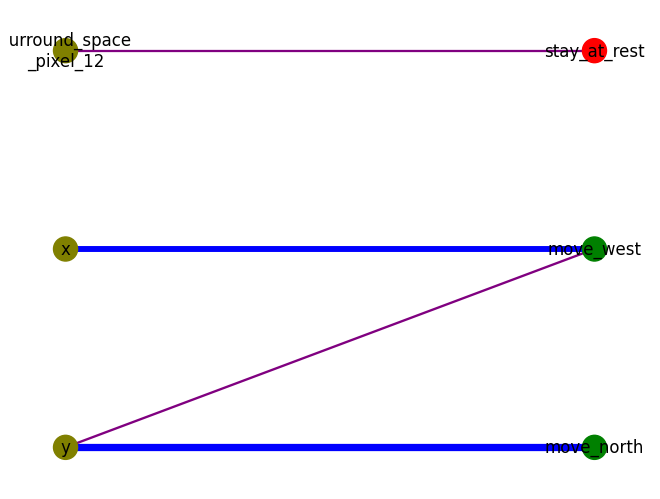 urround_space
_pixel_12
stay_at_rest
x
move_west
y
move_north